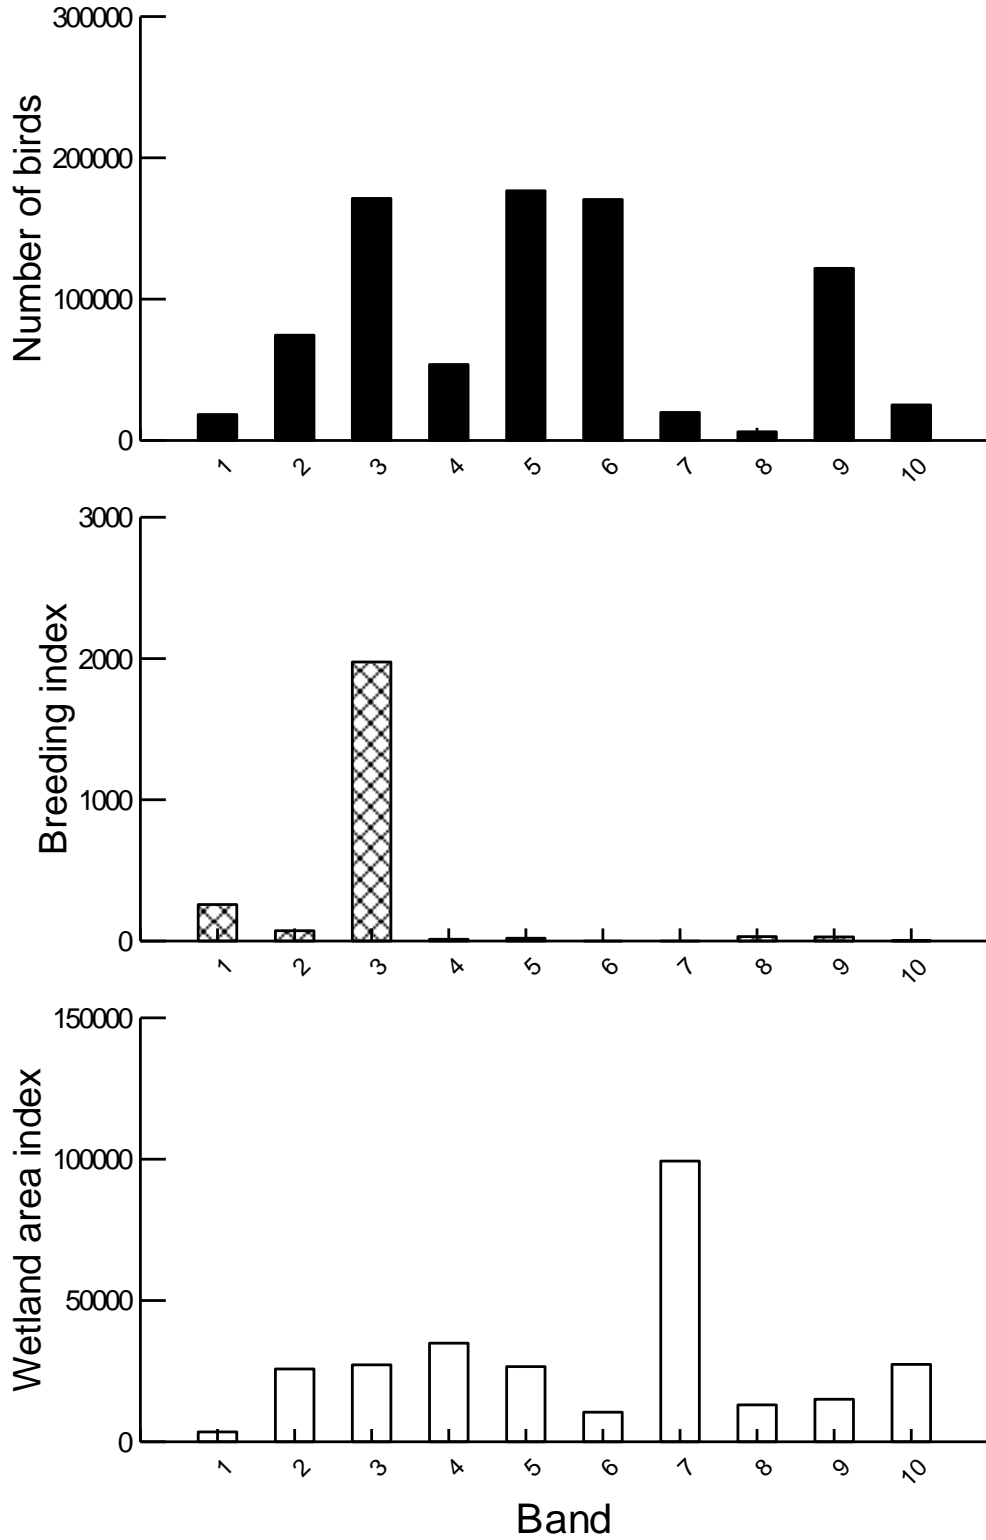 Number of birds
300000
200000
100000
0
1 2 3 4 5 6 7 8 9 10
Breeding index
3000
2000
1000
0
1 2 3 4 5 6 7 8 9 10
Wetland area index
150000
100000
50000
0
1 2 3 4 5 6 7 8 9 10
Band